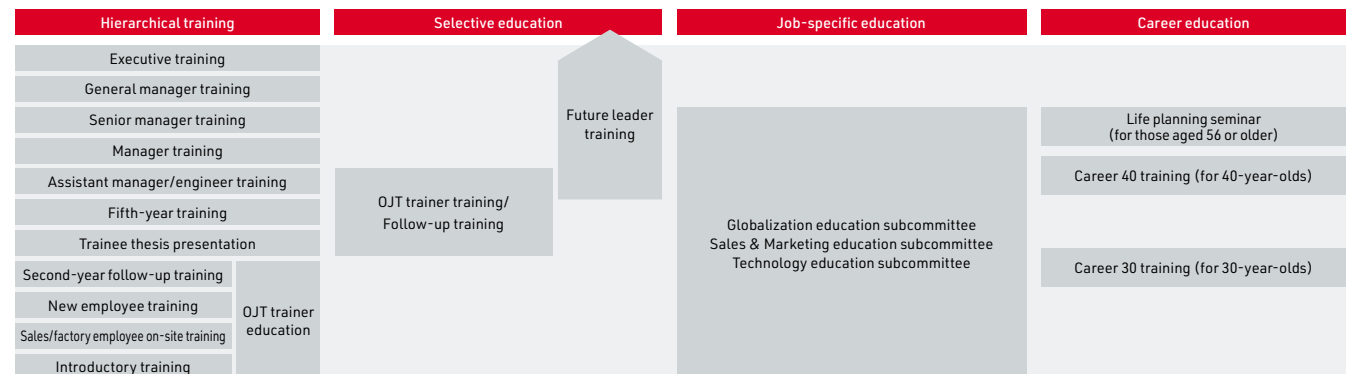 Hierarchical training
Executive training
General manager training
Senior manager training
Manager training
Assistant manager/engineer training
Fifth-year training
Trainee thesis presentation
Second-year follow-up training
New employee training
Sales/factory employee on-site training
Introductory training
OJT trainer
education
Selective education
OJT trainer training/
Follow-up training
Future leader
training
Job-specific education
Globalization education subcommittee
Sales & Marketing education subcommittee
Technology education subcommittee
Career education
Life planning seminar
(for those aged 56 or older)
Career 40 training (for 40-year-olds)
Career 30 training (for 30-year-olds)